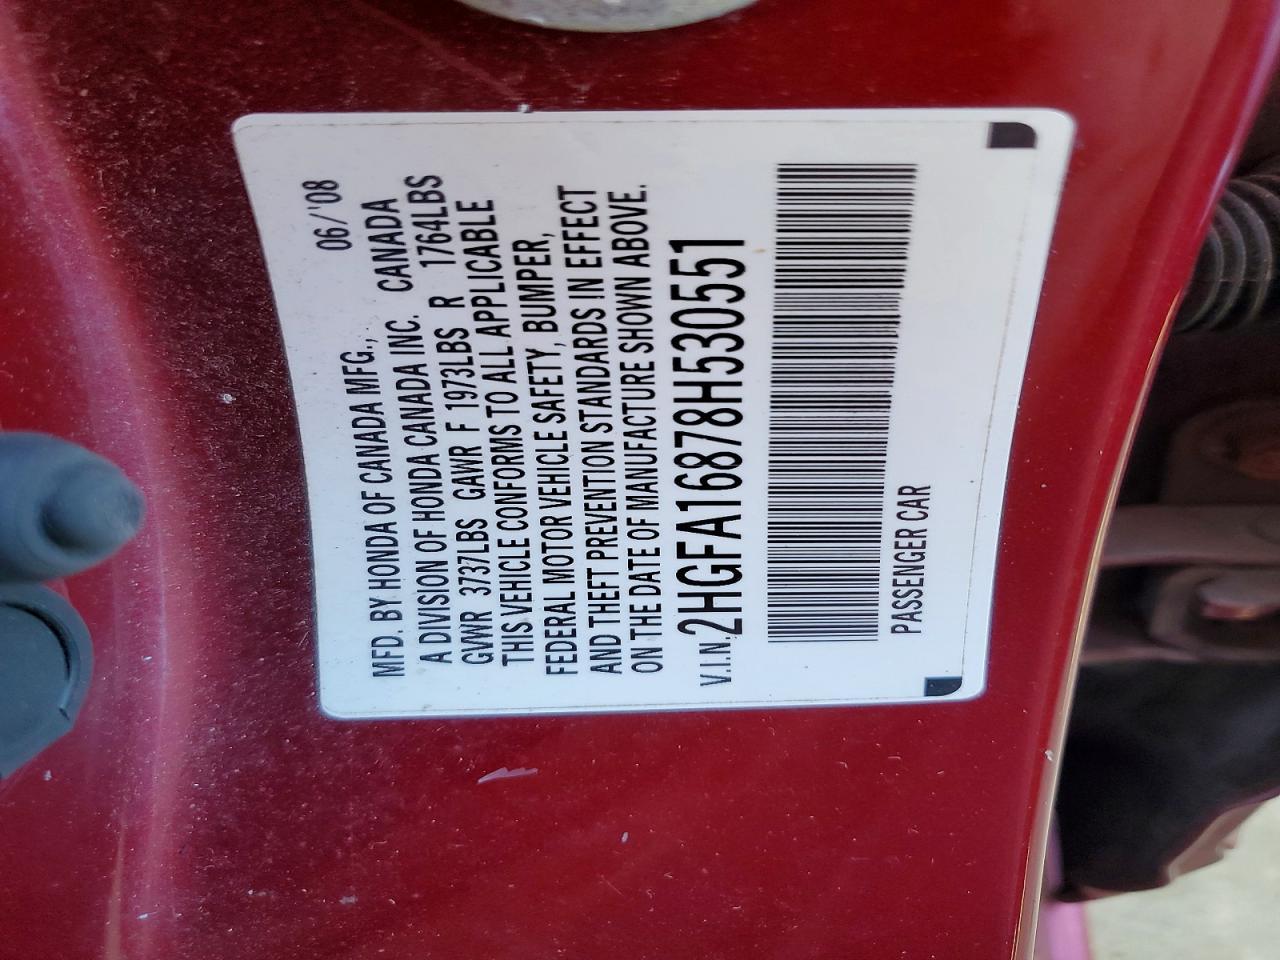 06/'08
MFD. BY HONDA OF CANADA MFG.,
A DIVISION OF HONDA CANADA INC. CANADA
GVWR 3737LBS GAWR F 1973LBS R 1764LBS
THIS VEHICLE CONFORMS TO ALL APPLICABLE
FEDERAL MOTOR VEHICLE SAFETY, BUMPER,
AND THEFT PREVENTION STANDARDS IN EFFECT
ON THE DATE OF MANUFACTURE SHOWN ABOVE.
V.I.N. 2HGFA16878H530551
PASSENGER CAR